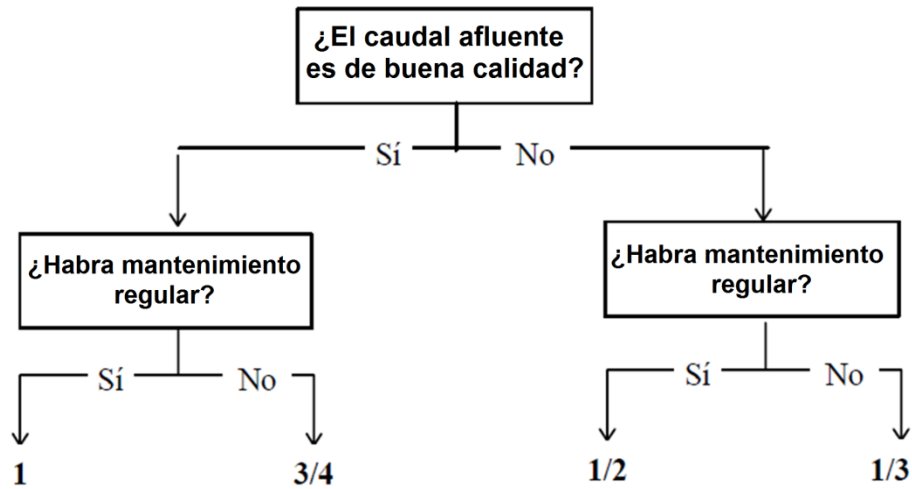 ¿El caudal afluente
es de buena calidad?
Sí
No
¿Habra mantenimiento
regular?
¿Habra mantenimiento
regular?
Sí
No
Sí
No
1
3/4
1/2
1/3